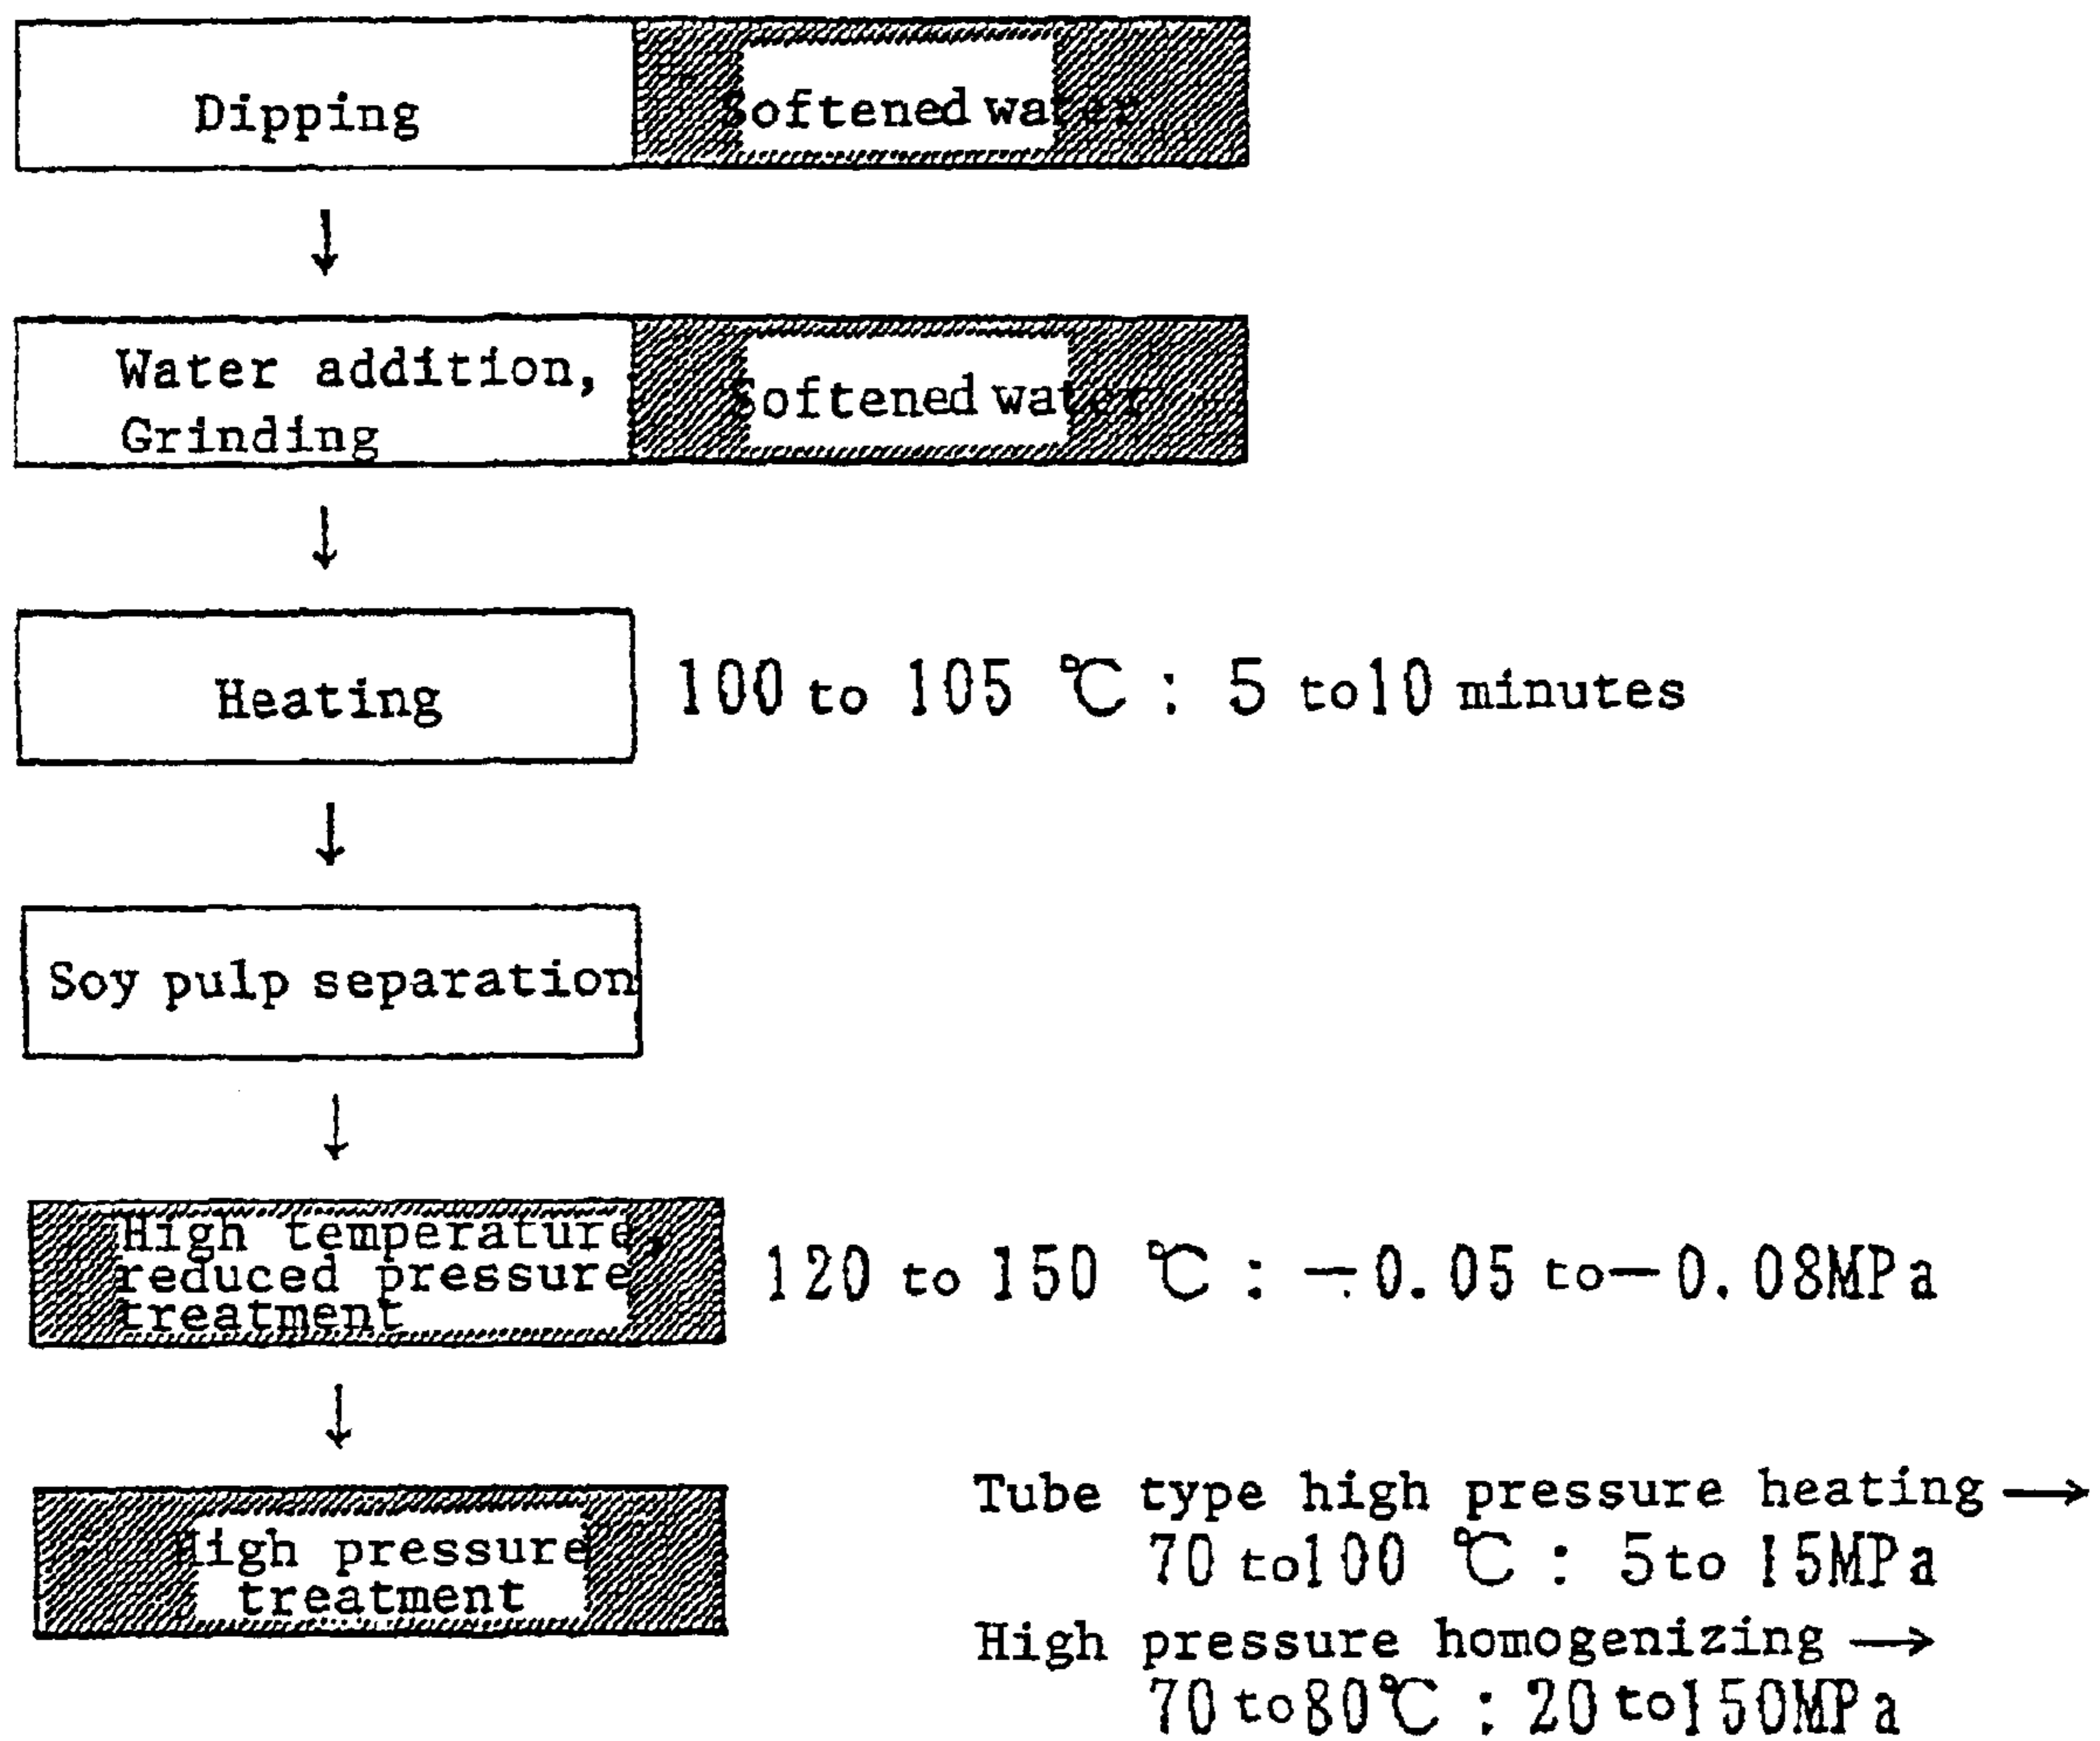 Dipping
Softened water
↓
Water addition,
Grinding
Softened water
↓
Heating
100 to 105 ℃ : 5 to10 minutes
↓
Soy pulp separation
↓
High temperature,
reduced pressure
treatment
120 to 150 ℃ : −0.05 to−0.08MPa
↓
High pressure
treatment
Tube type high pressure heating →
70 to100 ℃ : 5to 15MPa
High pressure homogenizing →
70 to80℃ : 20 to150MPa